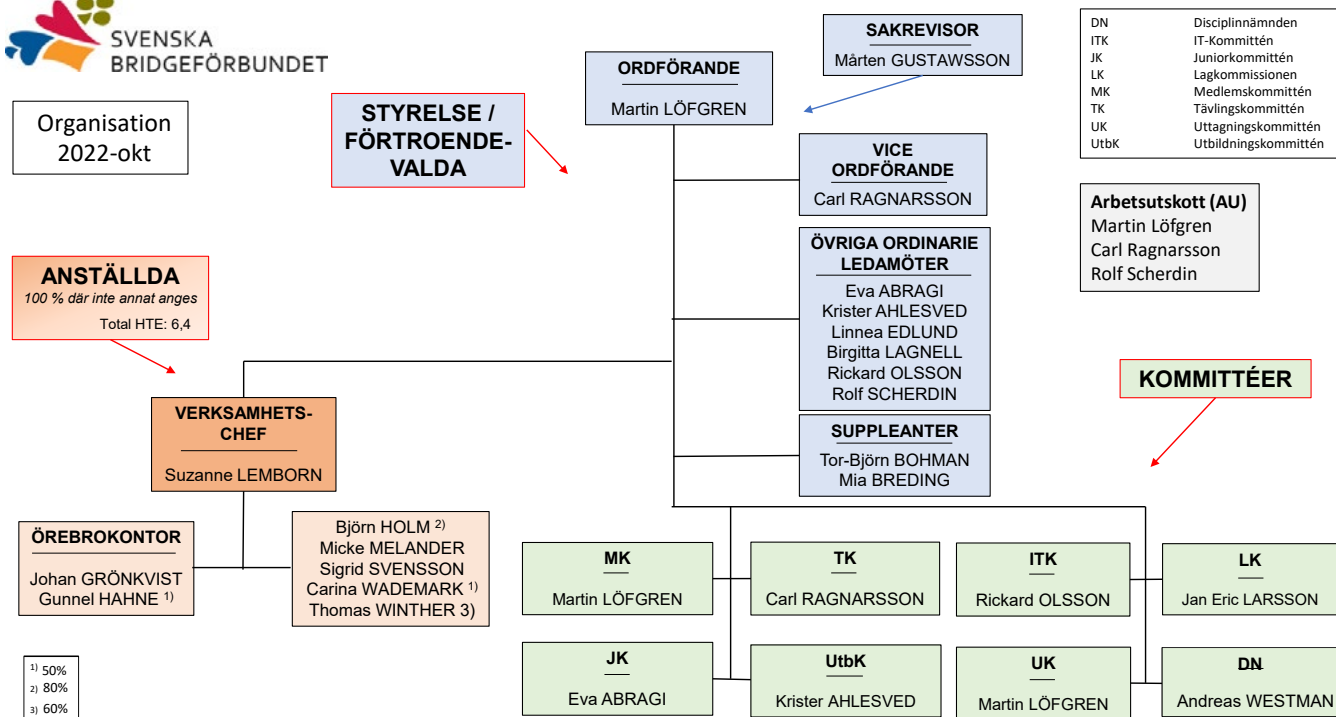 SVENSKA
BRIDGEFÖRBUNDET
Organisation
2022-okt
STYRELSE /
FÖRTROENDE-
VALDA
ORDFÖRANDE
Martin LÖFGREN
SAKREVISOR
Mårten GUSTAWSSON
DN Disciplinnämnden
ITK IT-Kommittén
JK Juniorkommittén
LK Lagkommissionen
MK Medlemskommittén
TK Tävlingskommittén
UK Uttagningskommittén
UtbK Utbildningskommittén
VICE
ORDFÖRANDE
Carl RAGNARSSON
Arbetsutskott (AU)
Martin Löfgren
Carl Ragnarsson
Rolf Scherdin
ÖVRIGA ORDINARIE
LEDAMÖTER
Eva ABRAGI
Krister AHLESVED
Linnea EDLUND
Birgitta LAGNELL
Rickard OLSSON
Rolf SCHERDIN
ANSTÄLLDA
100 % där inte annat anges
Total HTE: 6,4
KOMMITTÉER
VERKSAMHETS-
CHEF
Suzanne LEMBORN
SUPPLEANTER
Tor-Björn BOHMAN
Mia BREDING
ÖREBROKONTOR
Johan GRÖNKVIST
Gunnel HAHNE 1)
Björn HOLM 2)
Micke MELANDER
Sigrid SVENSSON
Carina WADEMARK 1)
Thomas WINTHER 3)
MK
Martin LÖFGREN
TK
Carl RAGNARSSON
ITK
Rickard OLSSON
LK
Jan Eric LARSSON
JK
Eva ABRAGI
UtbK
Krister AHLESVED
UK
Martin LÖFGREN
DN
Andreas WESTMAN
1) 50%
2) 80%
3) 60%